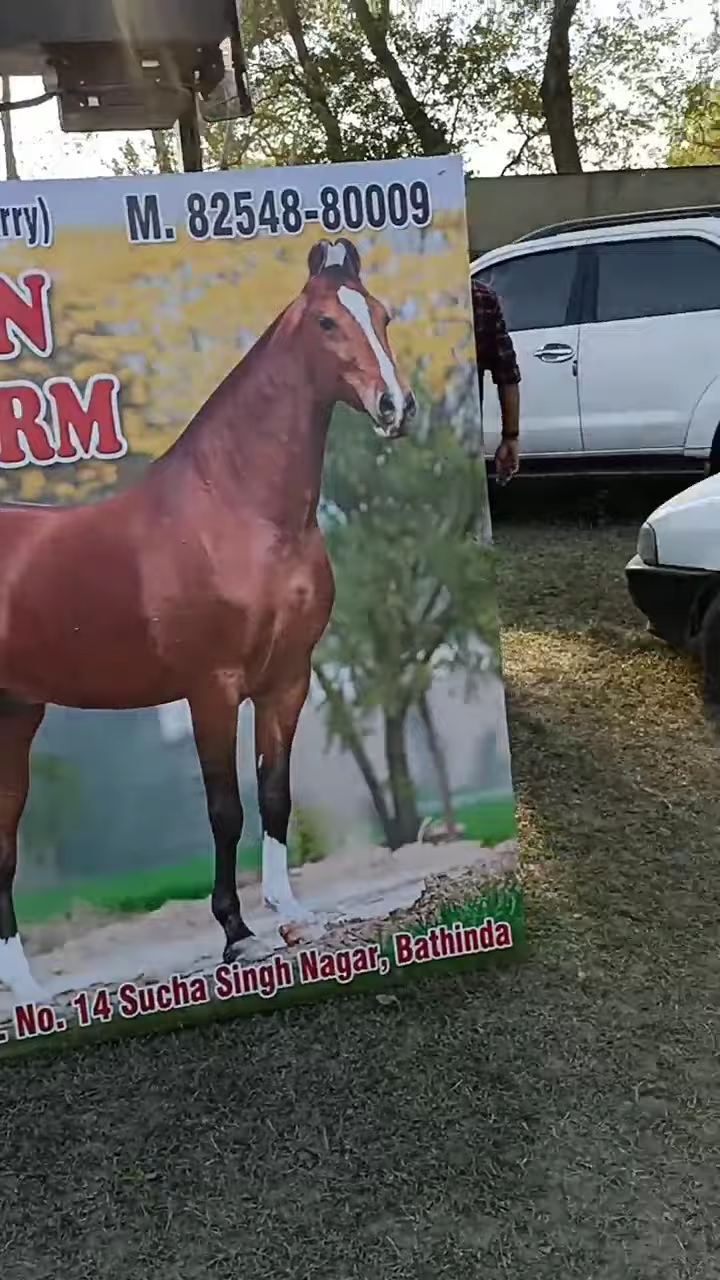 rry) M. 82548-80009
N
RM
. No. 14 Sucha Singh Nagar, Bathinda